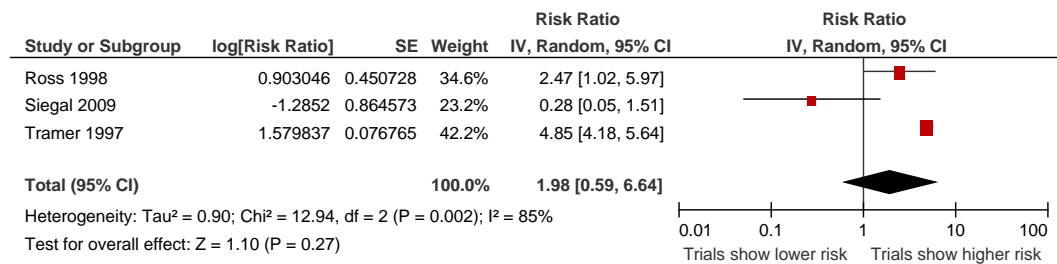 Risk Ratio Risk Ratio
Study or Subgroup log[Risk Ratio] SE Weight IV, Random, 95% CI IV, Random, 95% CI
Ross 1998 0.903046 0.450728 34.6% 2.47 [1.02, 5.97]
Siegal 2009 -1.2852 0.864573 23.2% 0.28 [0.05, 1.51]
Tramer 1997 1.579837 0.076765 42.2% 4.85 [4.18, 5.64]
Total (95% CI) 100.0% 1.98 [0.59, 6.64]
Heterogeneity: Tau² = 0.90; Chi² = 12.94, df = 2 (P = 0.002); I² = 85%
Test for overall effect: Z = 1.10 (P = 0.27)
0.01 0.1 1 10 100
Trials show lower risk Trials show higher risk